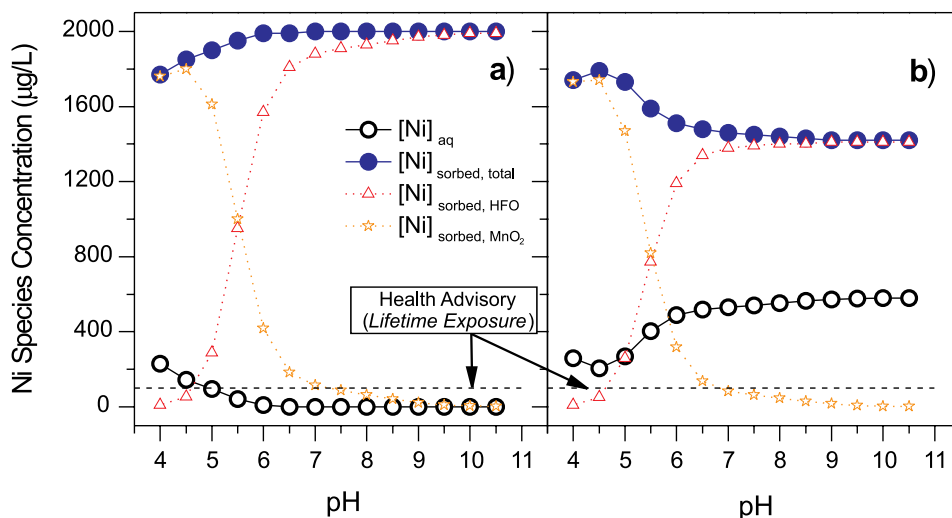 Ni Species Concentration (μg/L)
2000
1600
1200
800
400
0
a)
b)
[Ni] aq
[Ni] sorbed, total
[Ni] sorbed, HFO
[Ni] sorbed, MnO₂
Health Advisory
(Lifetime Exposure)
4 5 6 7 8 9 10 11
4 5 6 7 8 9 10 11
pH
pH